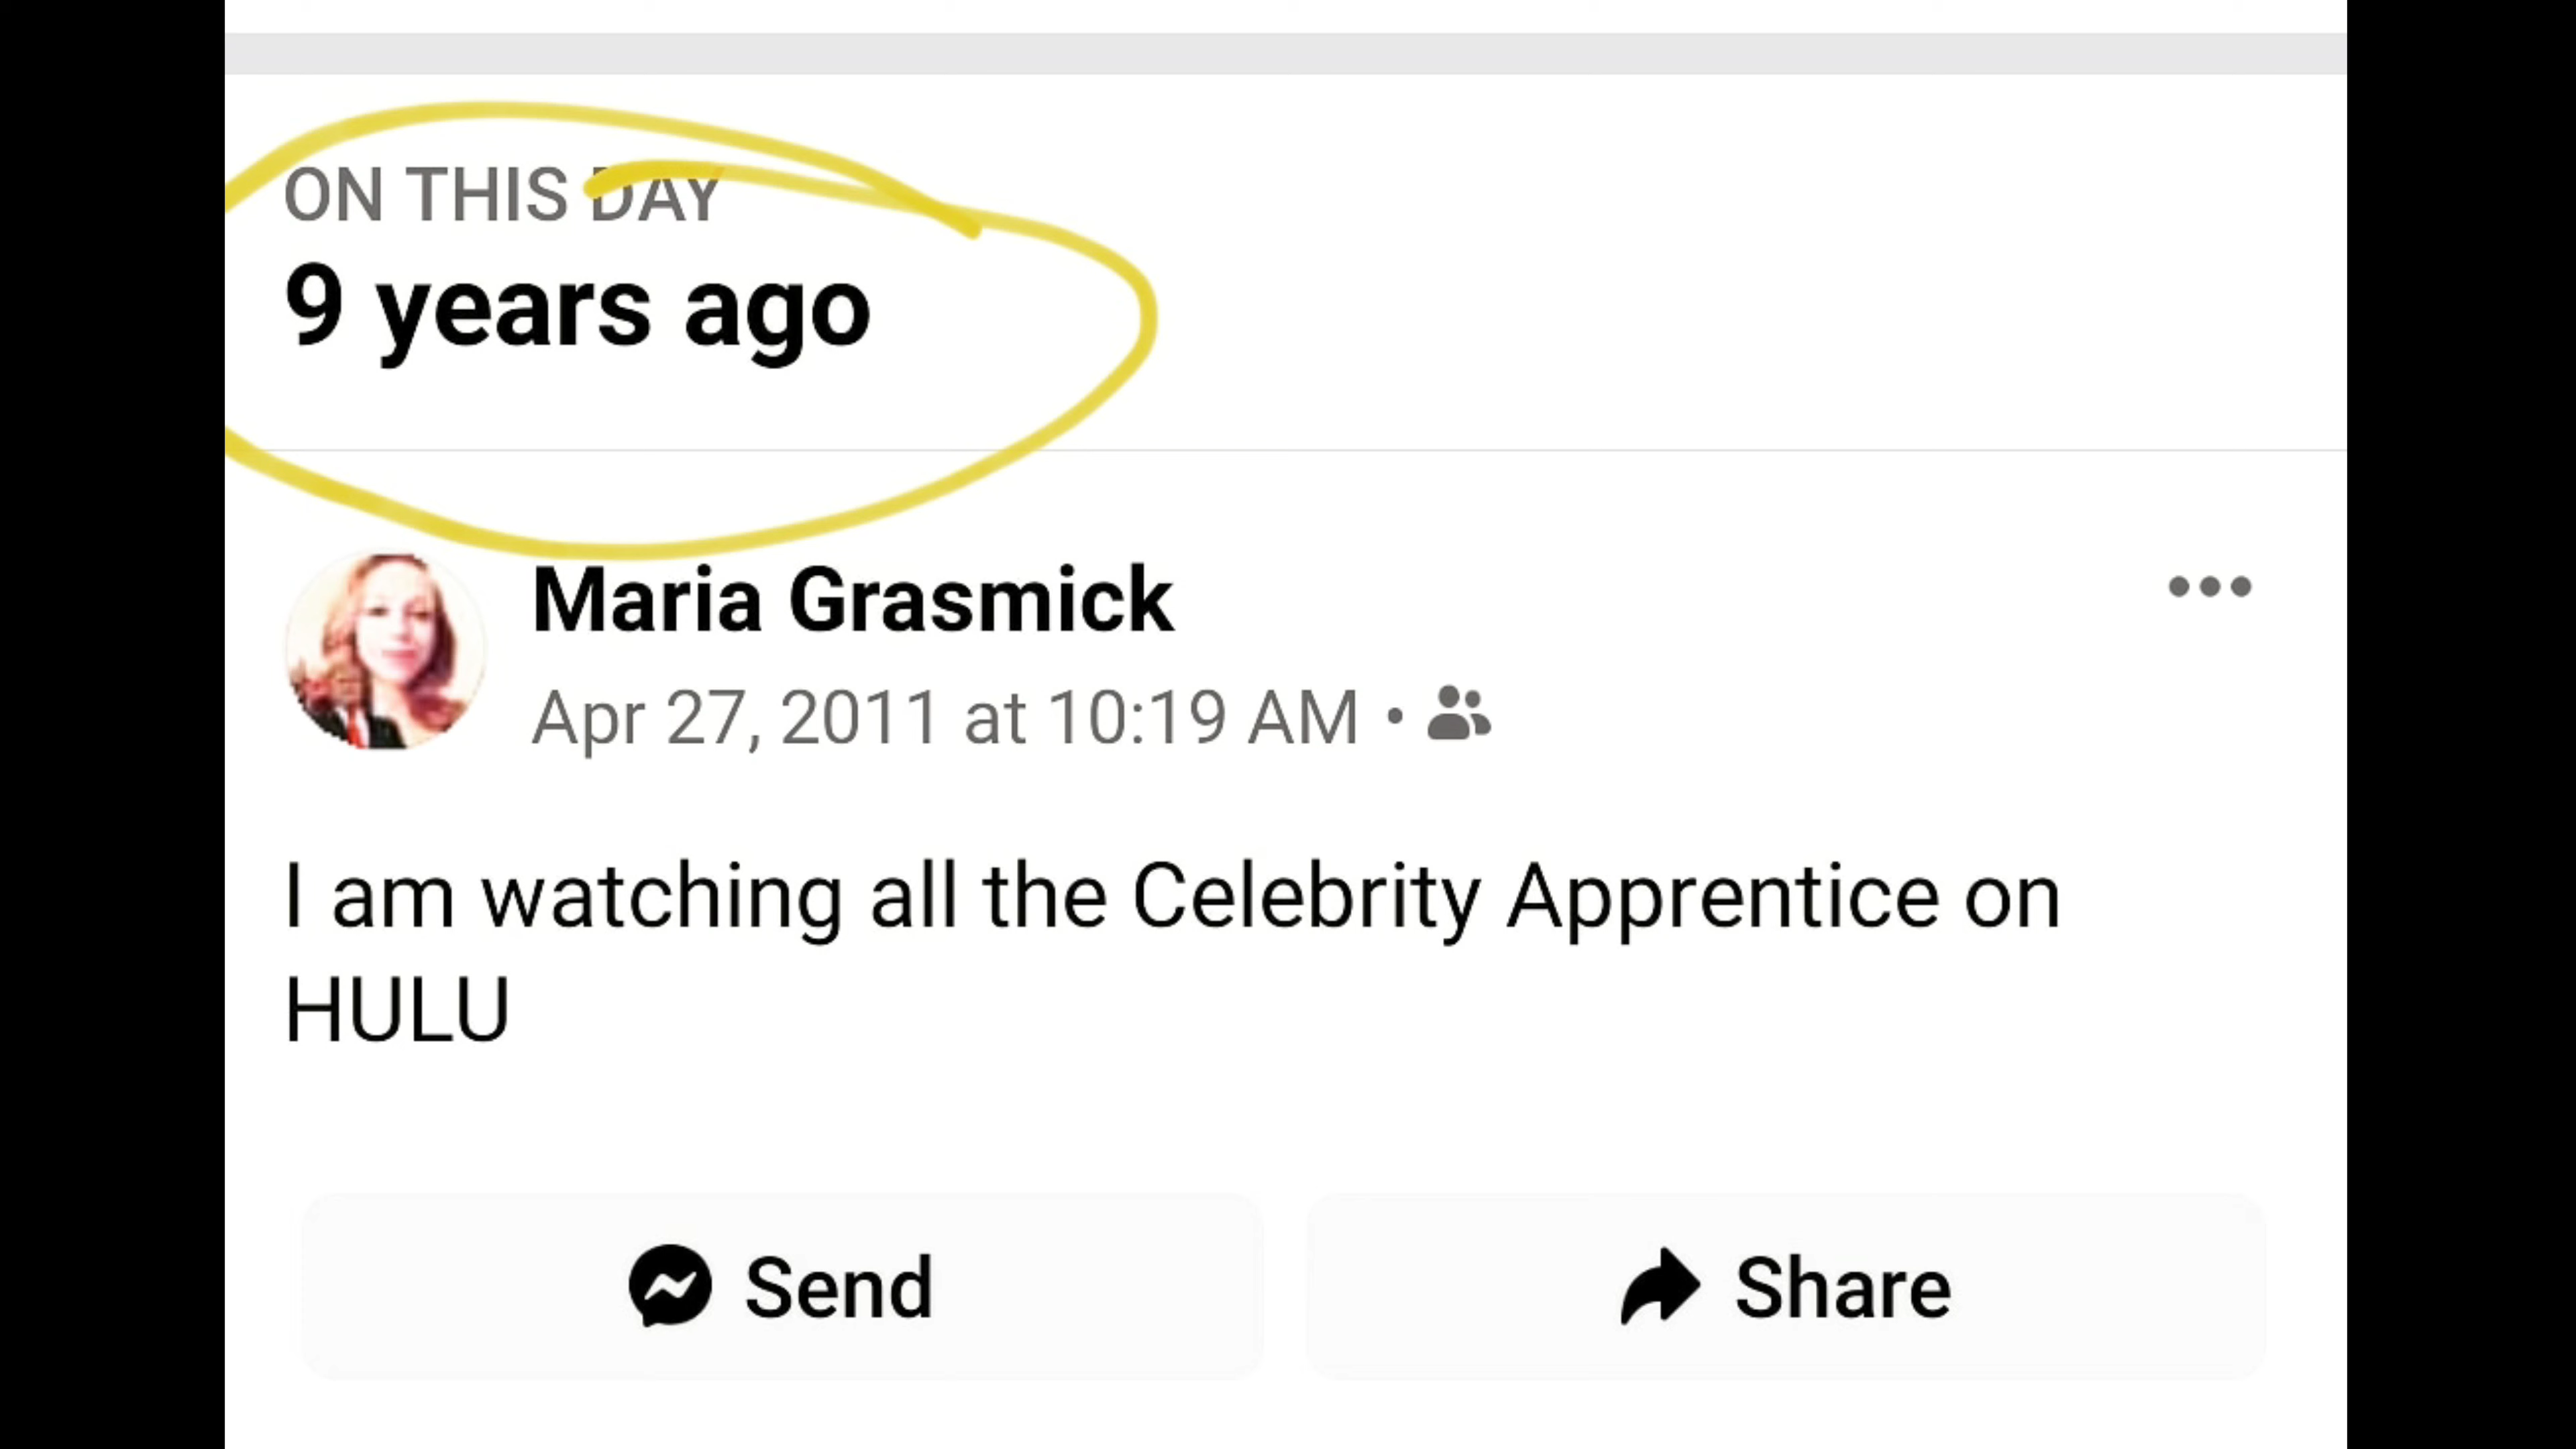 ON THIS DAY
9 years ago
Maria Grasmick
Apr 27, 2011 at 10:19 AM •
I am watching all the Celebrity Apprentice on
HULU
Send
Share